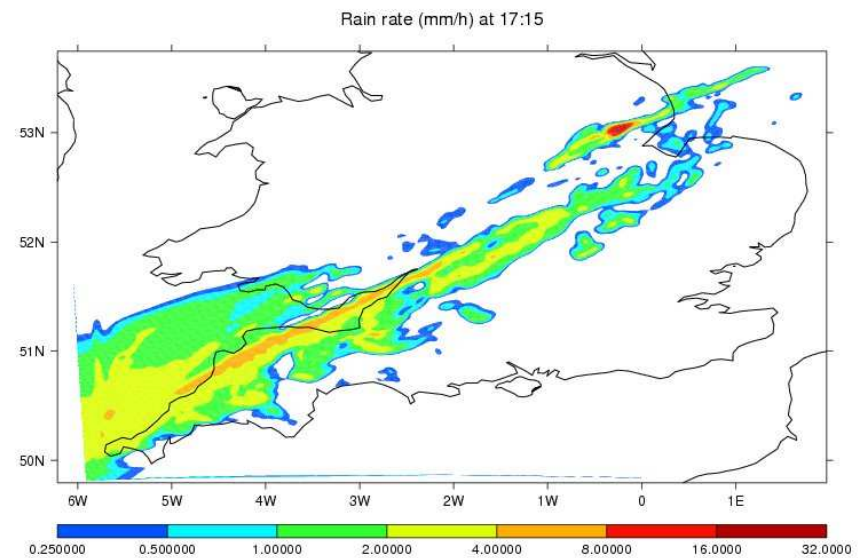 Rain rate (mm/h) at 17:15
53N
52N
51N
50N
6W 5W 4W 3W 2W 1W 0 1E
0.250000 0.500000 1.00000 2.00000 4.00000 8.00000 16.0000 32.0000